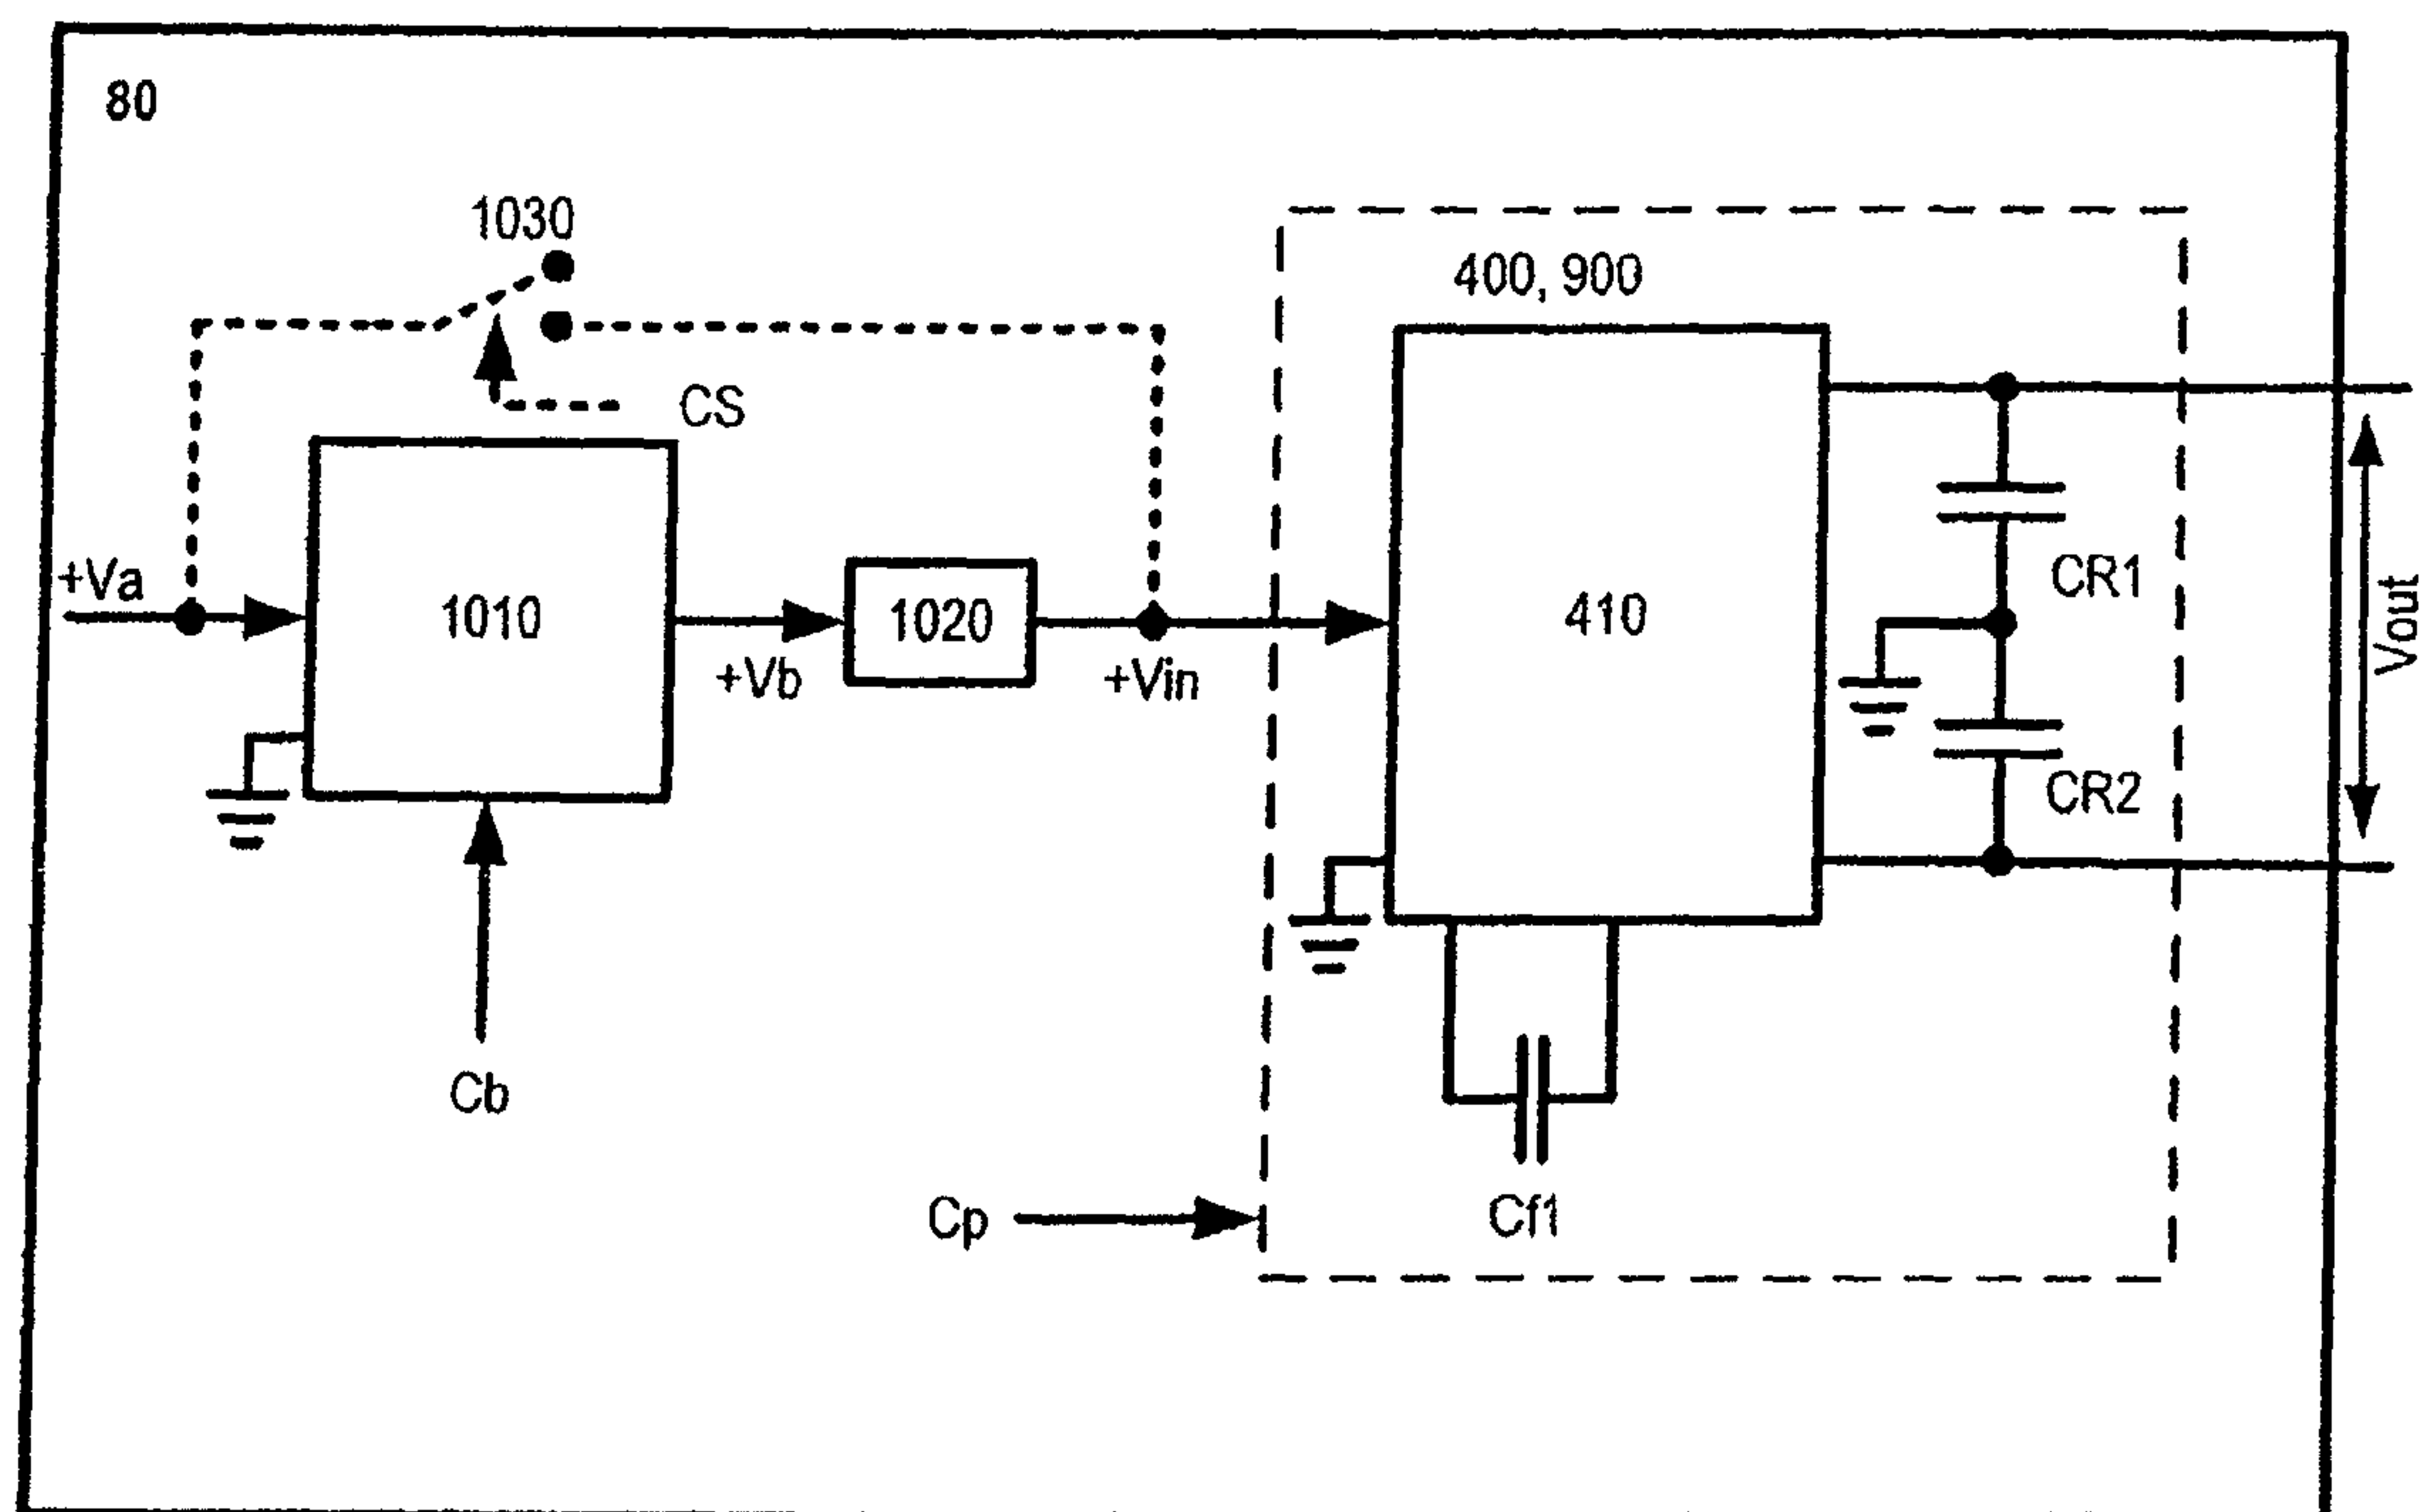 80
1030
400, 900
CS
+Va
1010
+Vb
1020
+Vin
410
CR1
CR2
Vout
Cb
Cp
Cf1